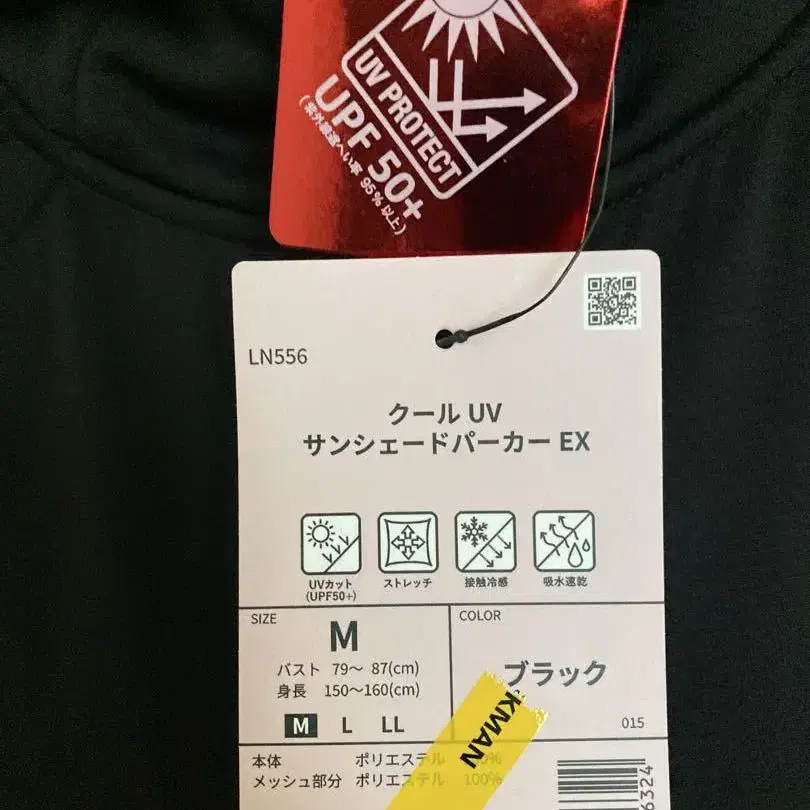 UV PROTECT
UPF 50+
(紫外線遮へい率 95%以上)
LN556
クール UV
サンシェードパーカー EX
UVカット
(UPF50+)
ストレッチ
接触冷感
吸水速乾
SIZE
M
バスト 79〜 87(cm)
身長 150〜160(cm)
M L LL
COLOR
ブラック
015
KMAN
本体 ポリエステル
メッシュ部分 ポリエステル 100%
6324